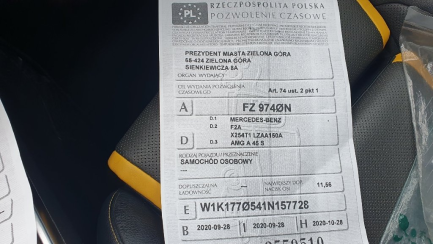 PL
RZECZPOSPOLITA POLSKA
POZWOLENIE CZASOWE
PREZYDENT MIASTA ZIELONA GÓRA
65-424 ZIELONA GÓRA
SIENKIEWICZA 8A
ORGAN WYDAJĄCY
CEL WYDANIA POZWOLENIA CZASOWEGO Art. 74 ust. 2 pkt 1
A FZ 974ØN
D.1 MERCEDES-BENZ
D.2 F2A
D X254T1 LZAA150A
D.3 AMG A 45 S
RODZAJ POJAZDU / PRZEZNACZENIE
SAMOCHÓD OSOBOWY
DOPUSZCZALNA ŁADOWNOŚĆ --- NAJWIĘKSZY DOP. NACISK OSI 11,56
E W1K177Ø541N157728
B 2020-09-28 I 2020-09-28 H 2020-10-28